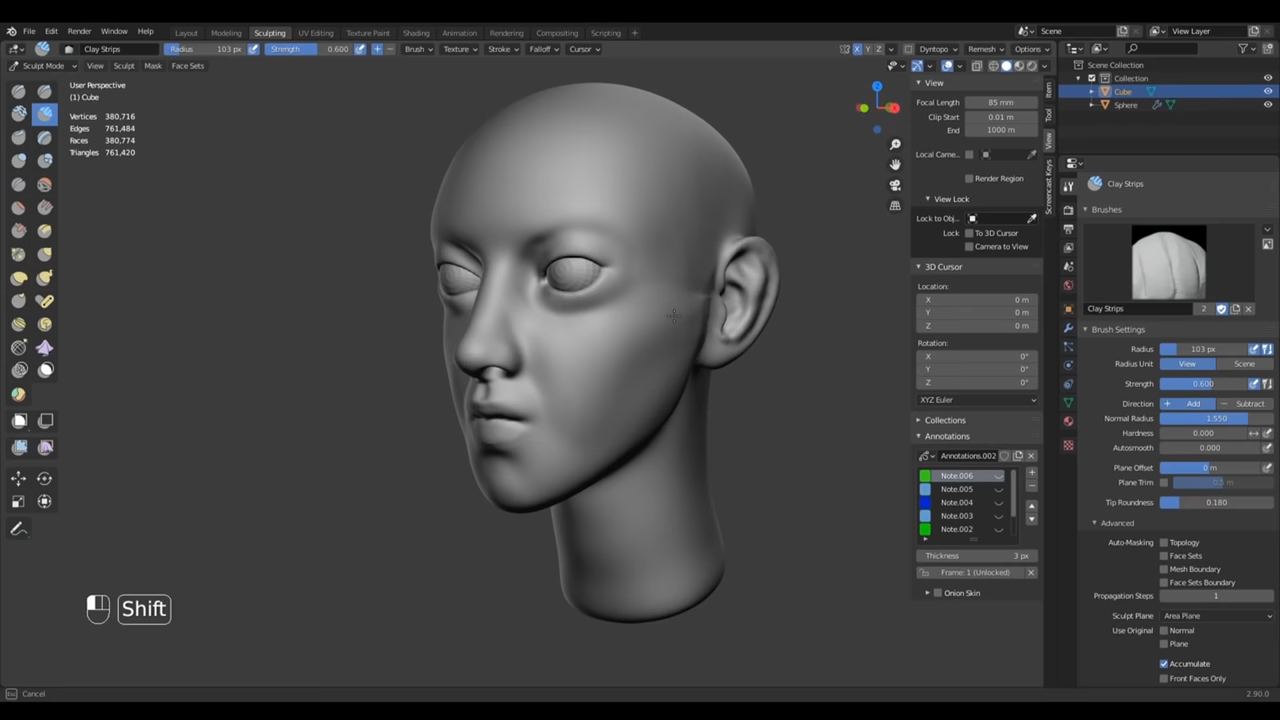 File Edit Render Window Help Layout Modeling Sculpting UV Editing Texture Paint Shading Animation Rendering Compositing Scripting + Scene View Layer
Clay Strips Radius 103 px Strength 0.600 Brush Texture Stroke Falloff Cursor X Y Z Dyntopo Remesh Options
Sculpt Mode View Sculpt Mask Face Sets
User Perspective
(1) Cube
Vertices 380,716
Edges 761,484
Faces 380,774
Triangles 761,420
Z
View
Focal Length 85 mm
Clip Start 0.01 m
End 1000 m
Local Came...
Render Region
View Lock
Lock to Obj...
Lock To 3D Cursor
Camera to View
3D Cursor
Location:
X 0 m
Y 0 m
Z 0 m
Rotation:
X 0°
Y 0°
Z 0°
XYZ Euler
Collections
Annotations
Annotations.002
Note.006
Note.005
Note.004
Note.003
Note.002
Thickness 3 px
Frame: 1 (Unlocked)
Onion Skin
Item
Tool
View
Screencast Keys
Scene Collection
Collection
Cube
Sphere
Clay Strips
Brushes
Clay Strips 2
Brush Settings
Radius 103 px
Radius Unit View Scene
Strength 0.600
Direction + Add − Subtract
Normal Radius 1.550
Hardness 0.000
Autosmooth 0.000
Plane Offset 0 m
Plane Trim 0.5 m
Tip Roundness 0.180
Advanced
Auto-Masking Topology
Face Sets
Mesh Boundary
Face Sets Boundary
Propagation Steps 1
Sculpt Plane Area Plane
Use Original Normal
Plane
Accumulate
Front Faces Only
Shift
Cancel 2.90.0